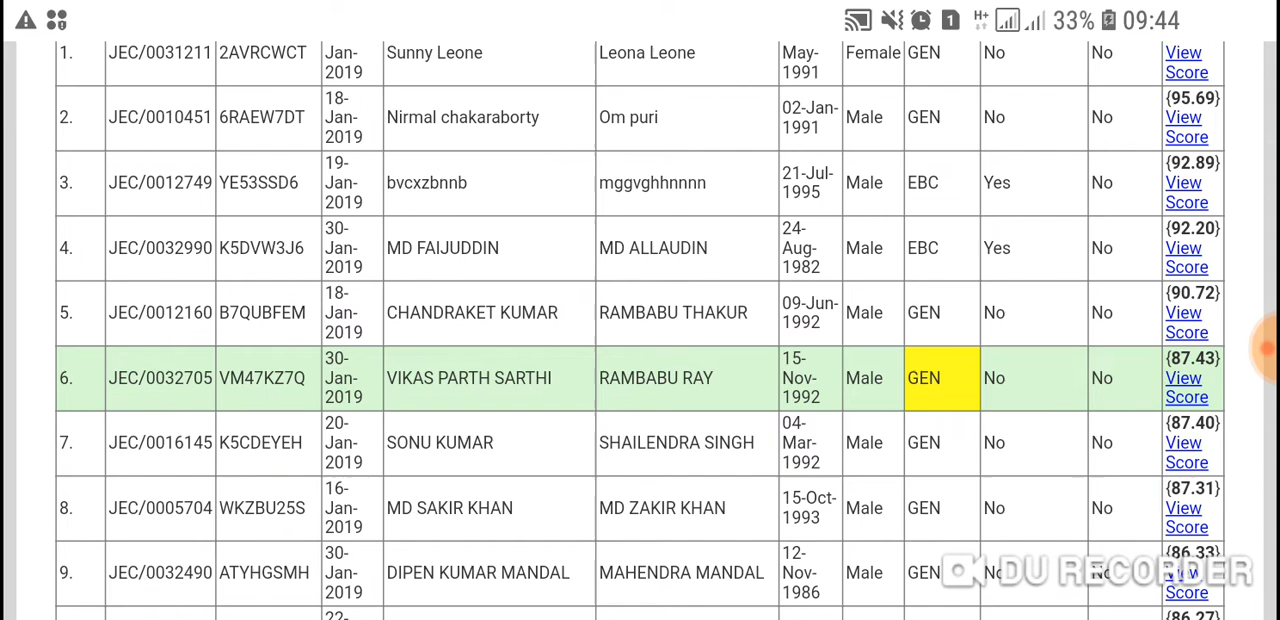 H+ 33% 09:44
1. JEC/0031211 2AVRCWCT Jan-2019 Sunny Leone Leona Leone May-1991 Female GEN No No View Score
2. JEC/0010451 6RAEW7DT 18-Jan-2019 Nirmal chakaraborty Om puri 02-Jan-1991 Male GEN No No {95.69} View Score
3. JEC/0012749 YE53SSD6 19-Jan-2019 bvcxzbnnb mggvghhnnnn 21-Jul-1995 Male EBC Yes No {92.89} View Score
4. JEC/0032990 K5DVW3J6 30-Jan-2019 MD FAIJUDDIN MD ALLAUDIN 24-Aug-1982 Male EBC Yes No {92.20} View Score
5. JEC/0012160 B7QUBFEM 18-Jan-2019 CHANDRAKET KUMAR RAMBABU THAKUR 09-Jun-1992 Male GEN No No {90.72} View Score
6. JEC/0032705 VM47KZ7Q 30-Jan-2019 VIKAS PARTH SARTHI RAMBABU RAY 15-Nov-1992 Male GEN No No {87.43} View Score
7. JEC/0016145 K5CDEYEH 20-Jan-2019 SONU KUMAR SHAILENDRA SINGH 04-Mar-1992 Male GEN No No {87.40} View Score
8. JEC/0005704 WKZBU25S 16-Jan-2019 MD SAKIR KHAN MD ZAKIR KHAN 15-Oct-1993 Male GEN No No {87.31} View Score
9. JEC/0032490 ATYHGSMH 30-Jan-2019 DIPEN KUMAR MANDAL MAHENDRA MANDAL 12-Nov-1986 Male GEN No No {86.33} View Score
22- {86.27}
DU RECORDER